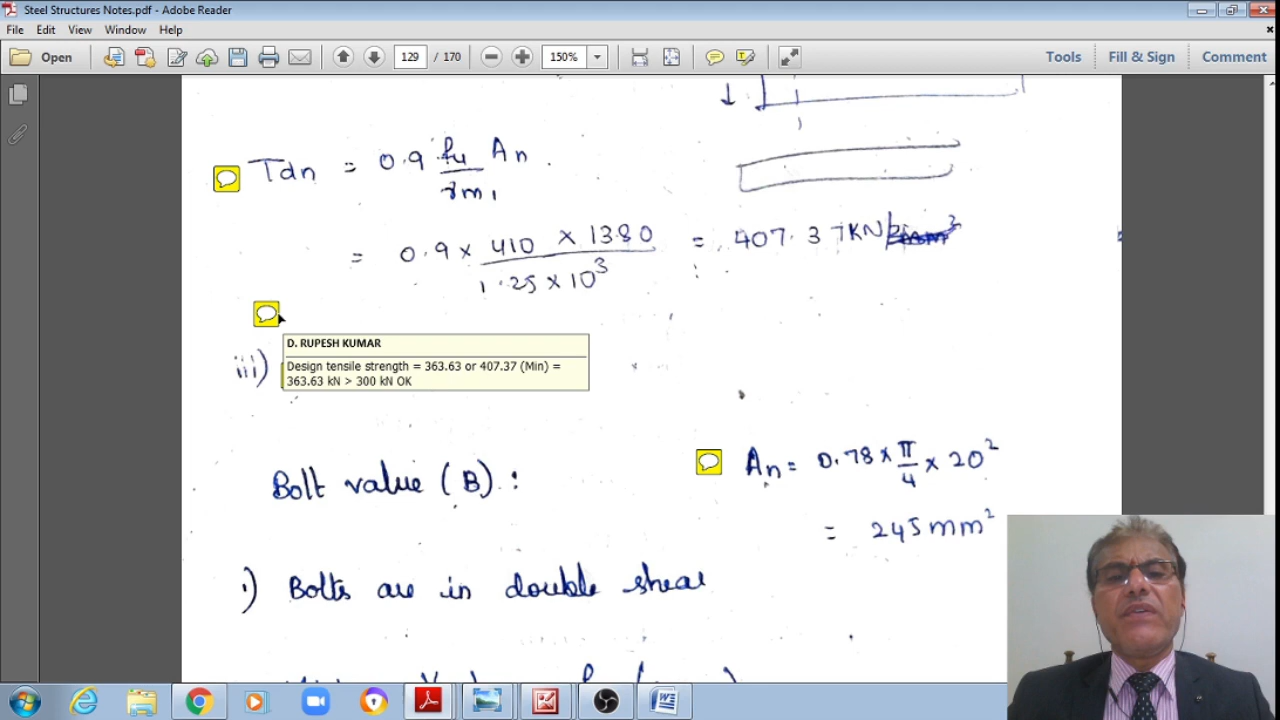 Steel Structures Notes.pdf - Adobe Reader
File Edit View Window Help
Open 129 / 170 150% Tools Fill & Sign Comment
Tdn = 0.9 fu/γm1 An
= 0.9 × 410 × 1380 / 1.25 × 10³ = 407.37 KN
D. RUPESH KUMAR
Design tensile strength = 363.63 or 407.37 (Min) =
363.63 kN > 300 kN OK
iii)
An = 0.78 × π/4 × 20²
Bolt value (B) :
= 245 mm²
i) Bolts are in double shear